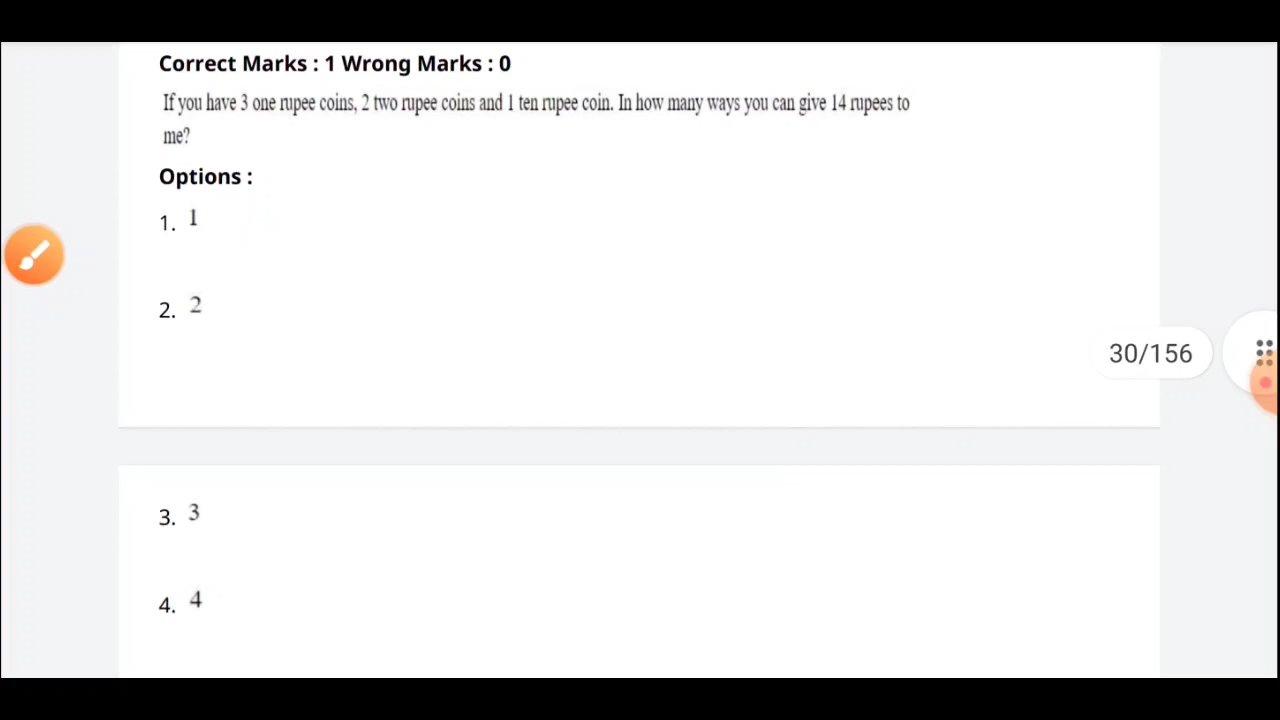 Correct Marks : 1 Wrong Marks : 0
If you have 3 one rupee coins, 2 two rupee coins and 1 ten rupee coin. In how many ways you can give 14 rupees to
me?
Options :
1. 1
2. 2
30/156
3. 3
4. 4